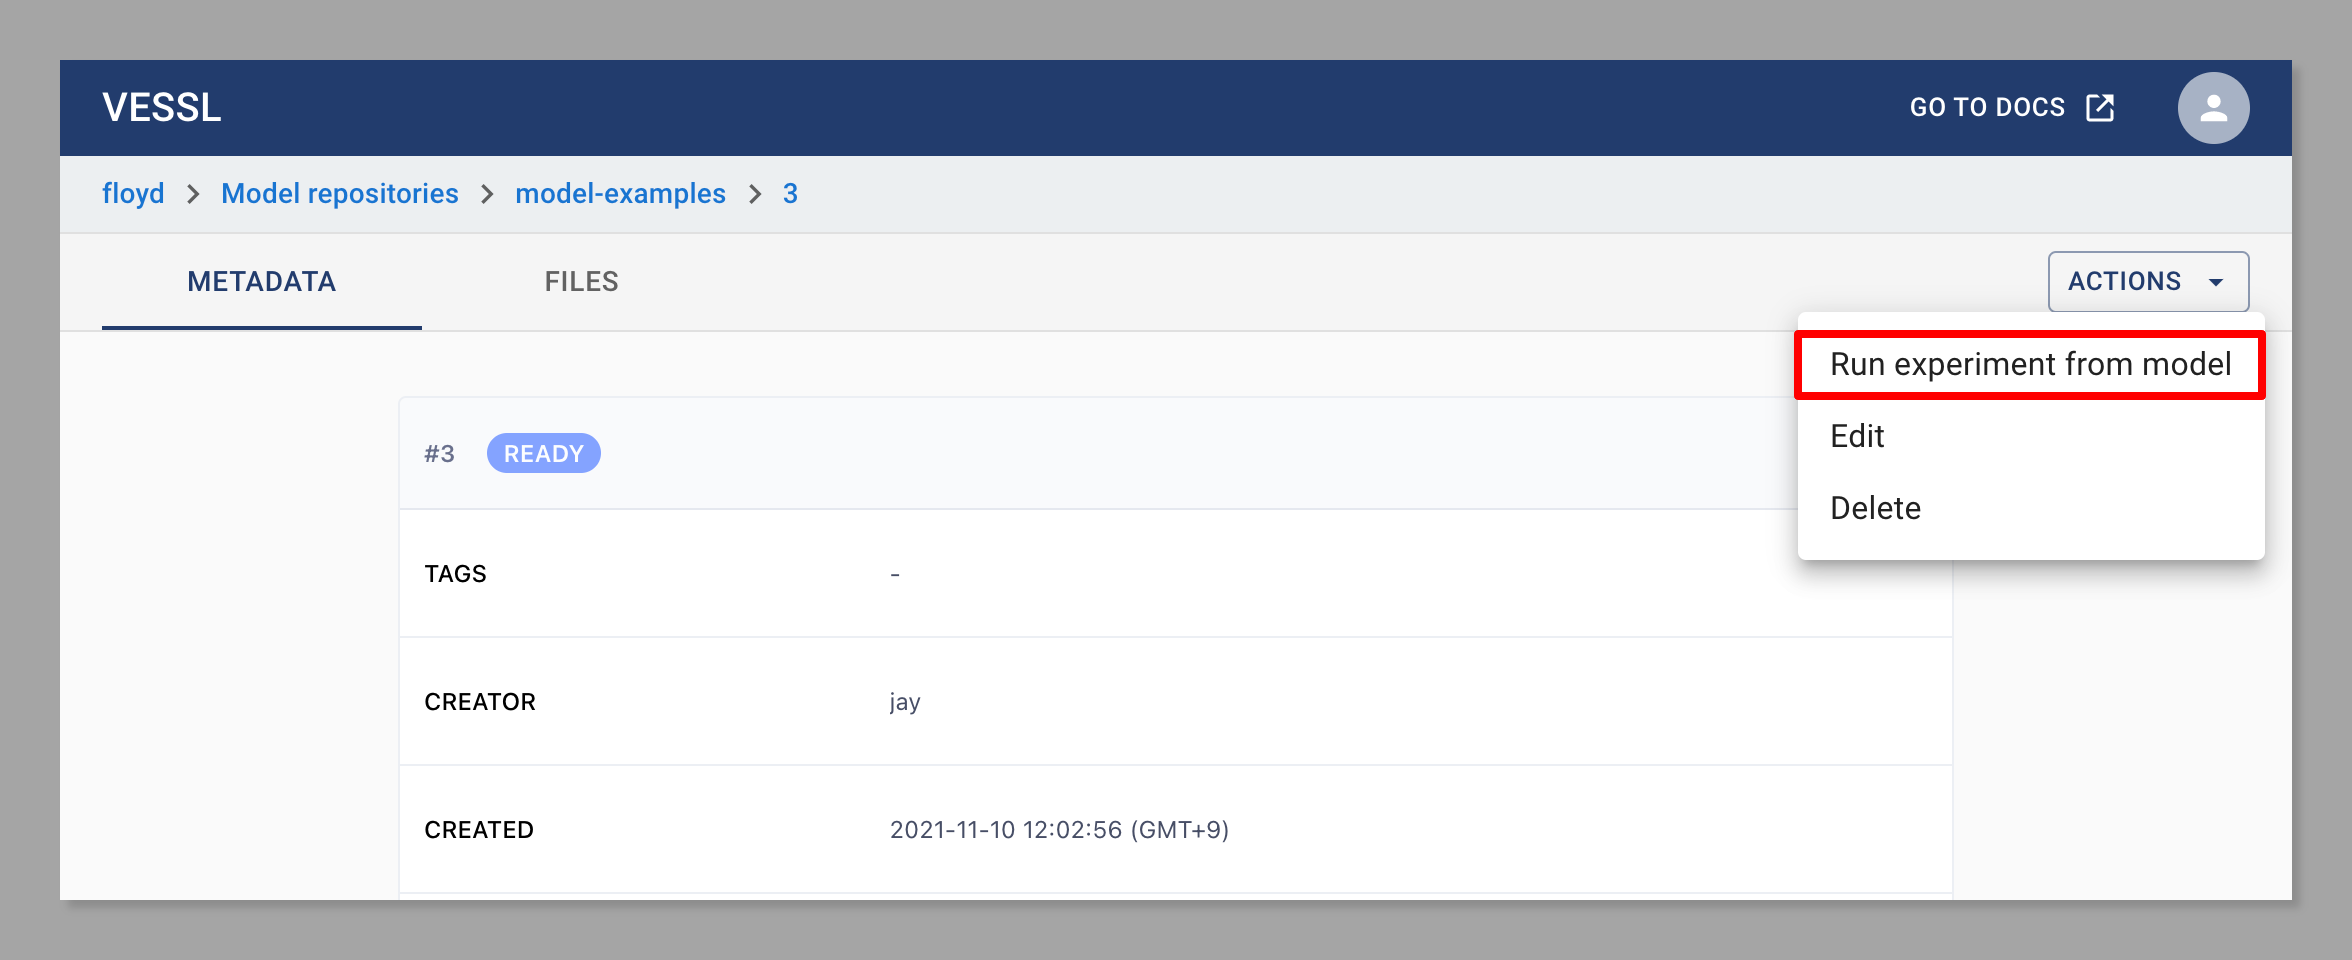 VESSL
GO TO DOCS
floyd > Model repositories > model-examples > 3
METADATA
FILES
ACTIONS
Run experiment from model
Edit
Delete
#3 READY
TAGS -
CREATOR jay
CREATED 2021-11-10 12:02:56 (GMT+9)